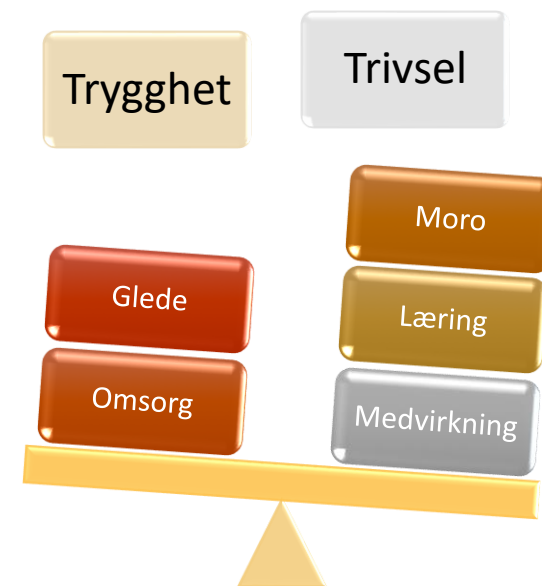 Trygghet
Trivsel
Moro
Glede
Læring
Omsorg
Medvirkning